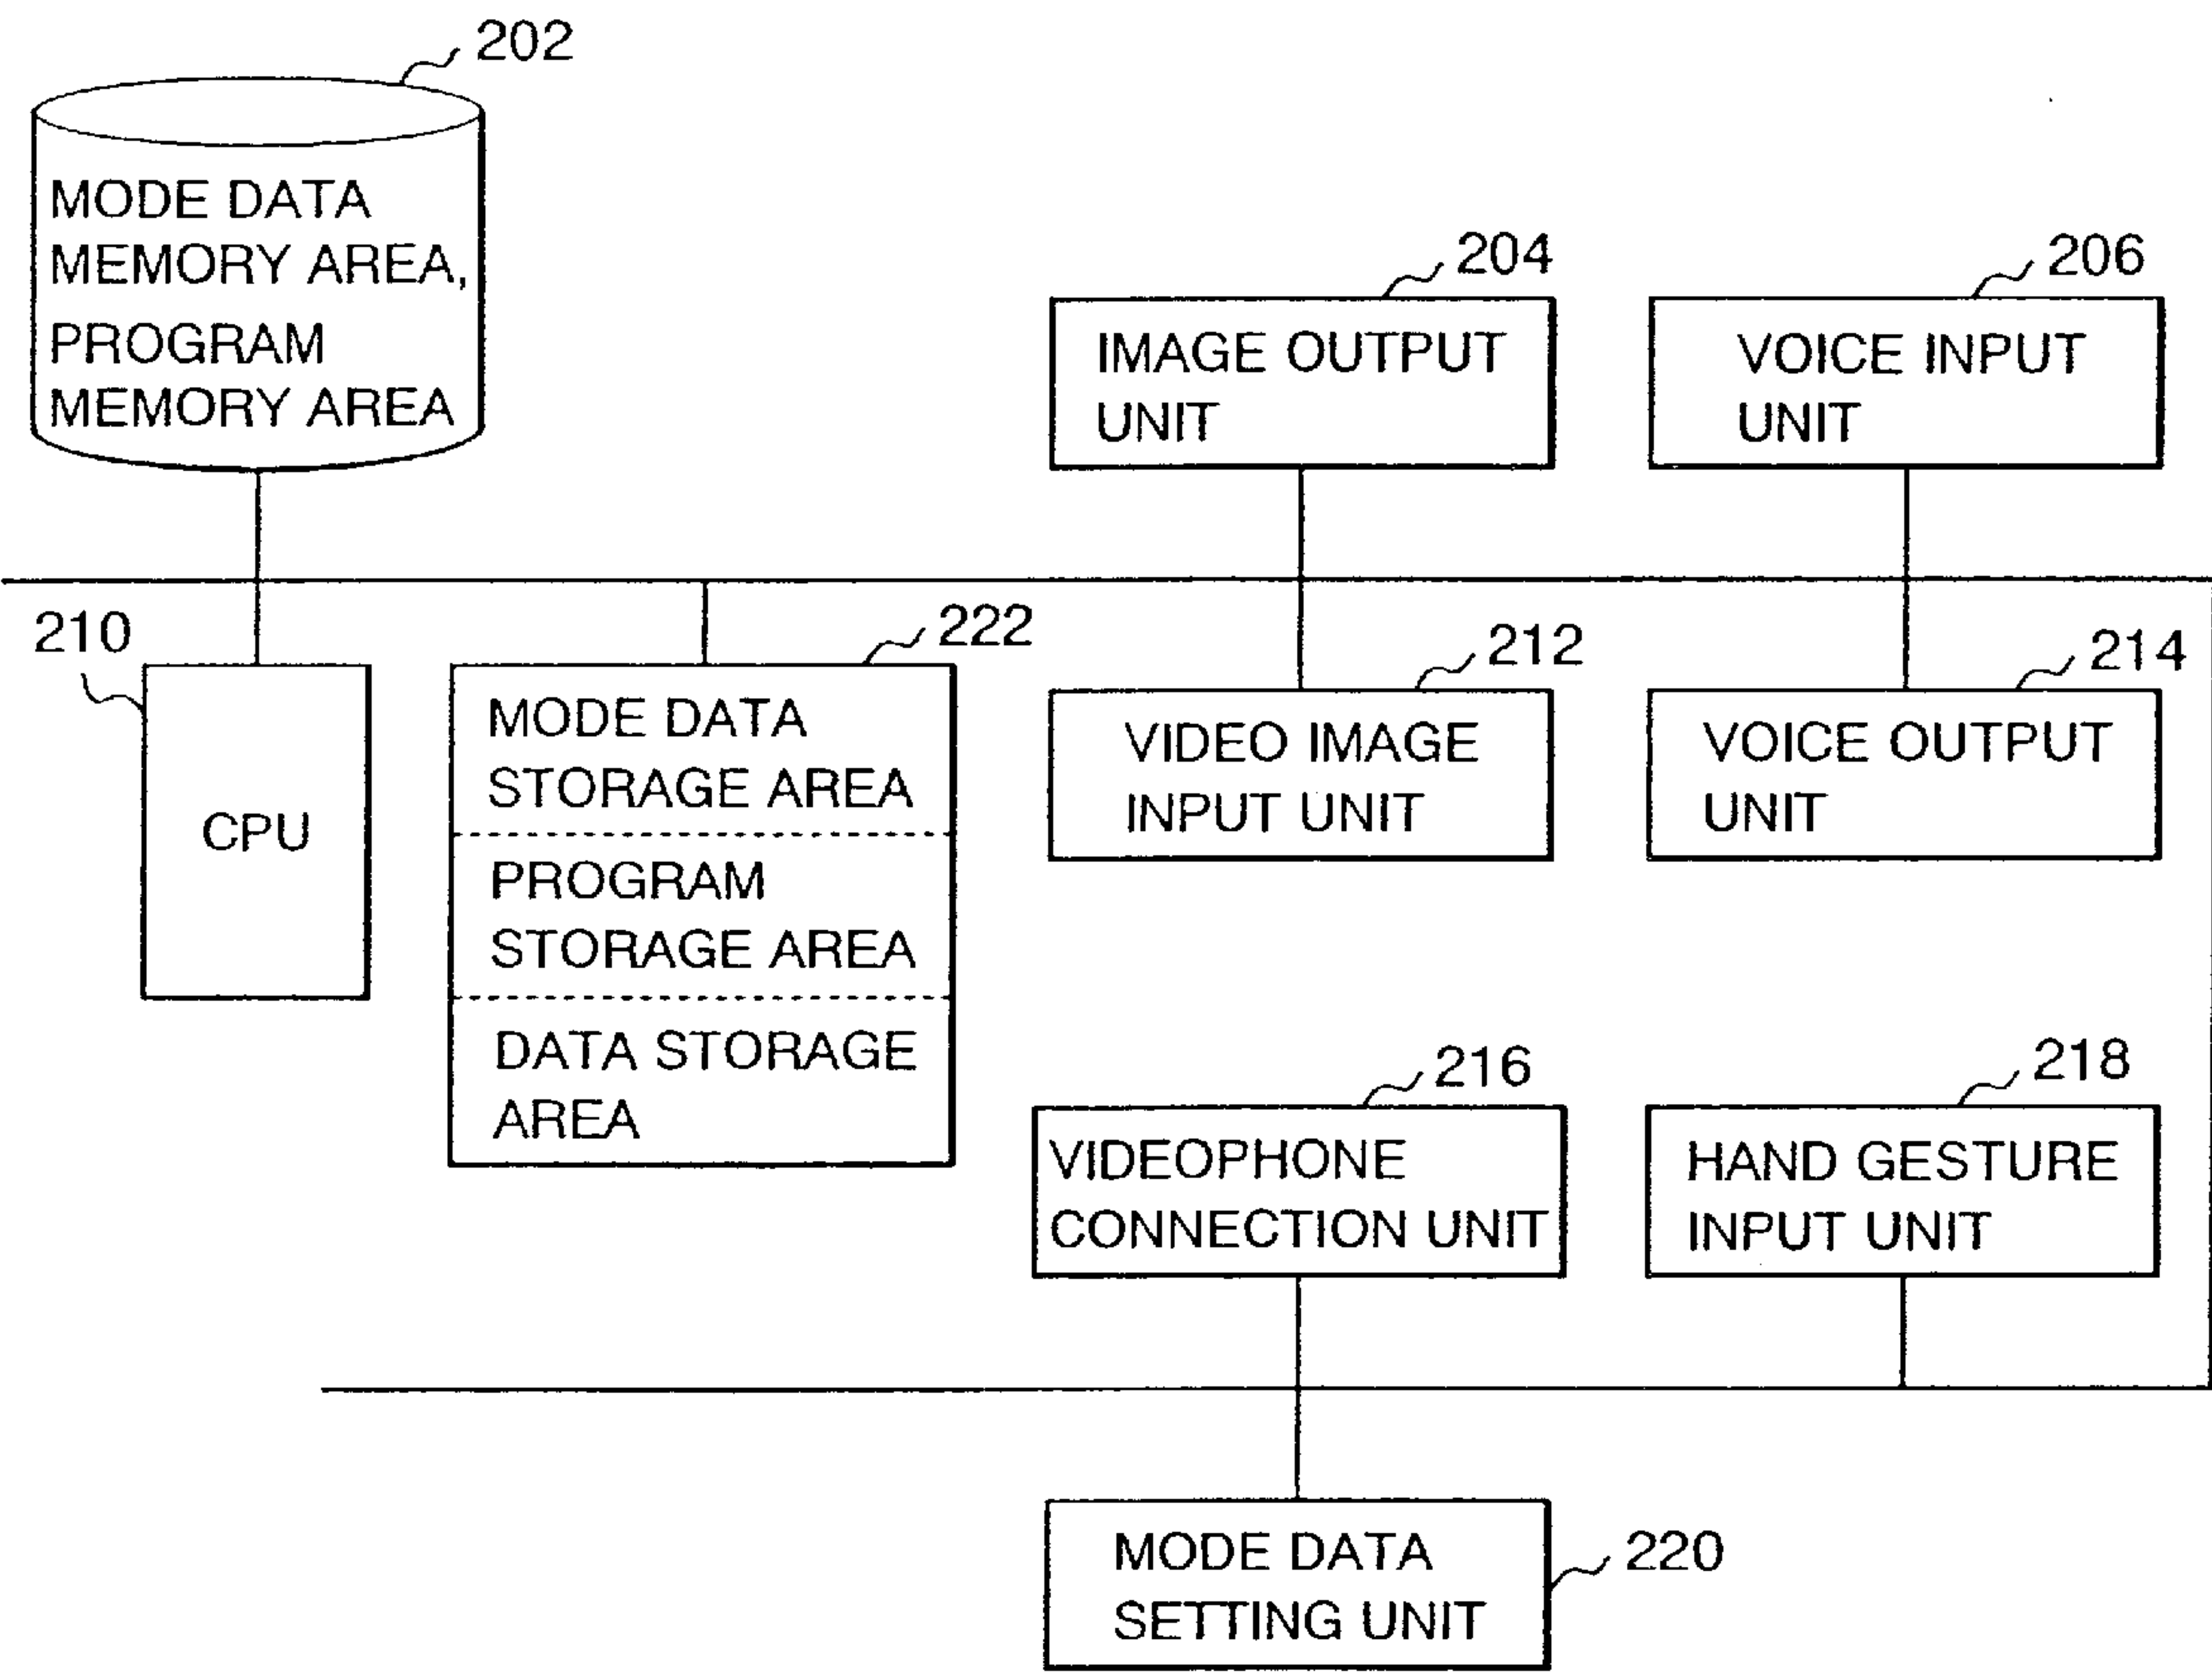 202
MODE DATA
MEMORY AREA,
PROGRAM
MEMORY AREA
204
IMAGE OUTPUT
UNIT
206
VOICE INPUT
UNIT
210
CPU
222
MODE DATA
STORAGE AREA
PROGRAM
STORAGE AREA
DATA STORAGE
AREA
212
VIDEO IMAGE
INPUT UNIT
214
VOICE OUTPUT
UNIT
216
VIDEOPHONE
CONNECTION UNIT
218
HAND GESTURE
INPUT UNIT
220
MODE DATA
SETTING UNIT